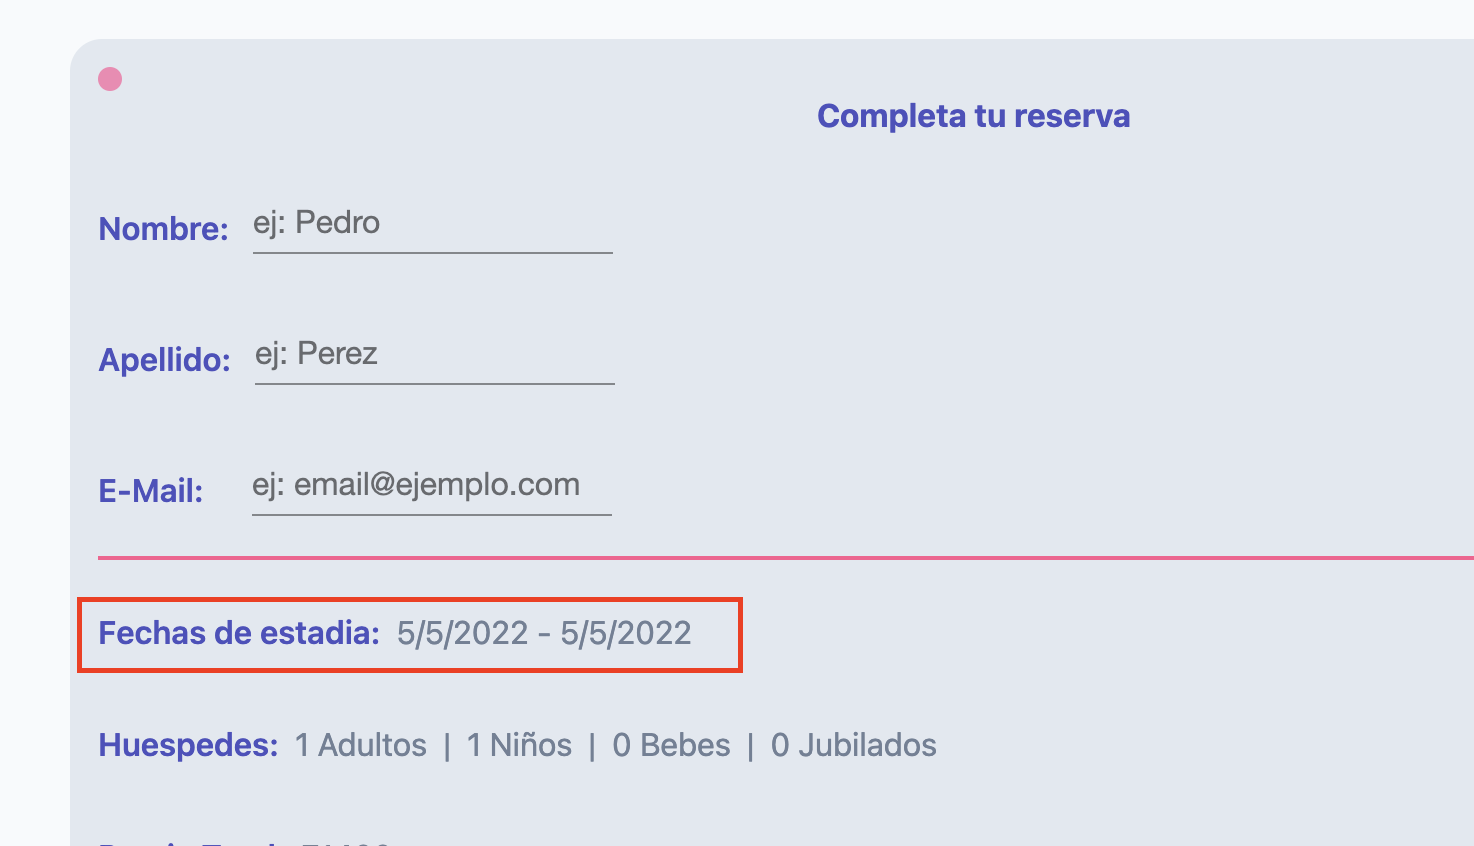 Completa tu reserva
Nombre: ej: Pedro
Apellido: ej: Perez
E-Mail: ej: email@ejemplo.com
Fechas de estadia: 5/5/2022 - 5/5/2022
Huespedes: 1 Adultos | 1 Niños | 0 Bebes | 0 Jubilados